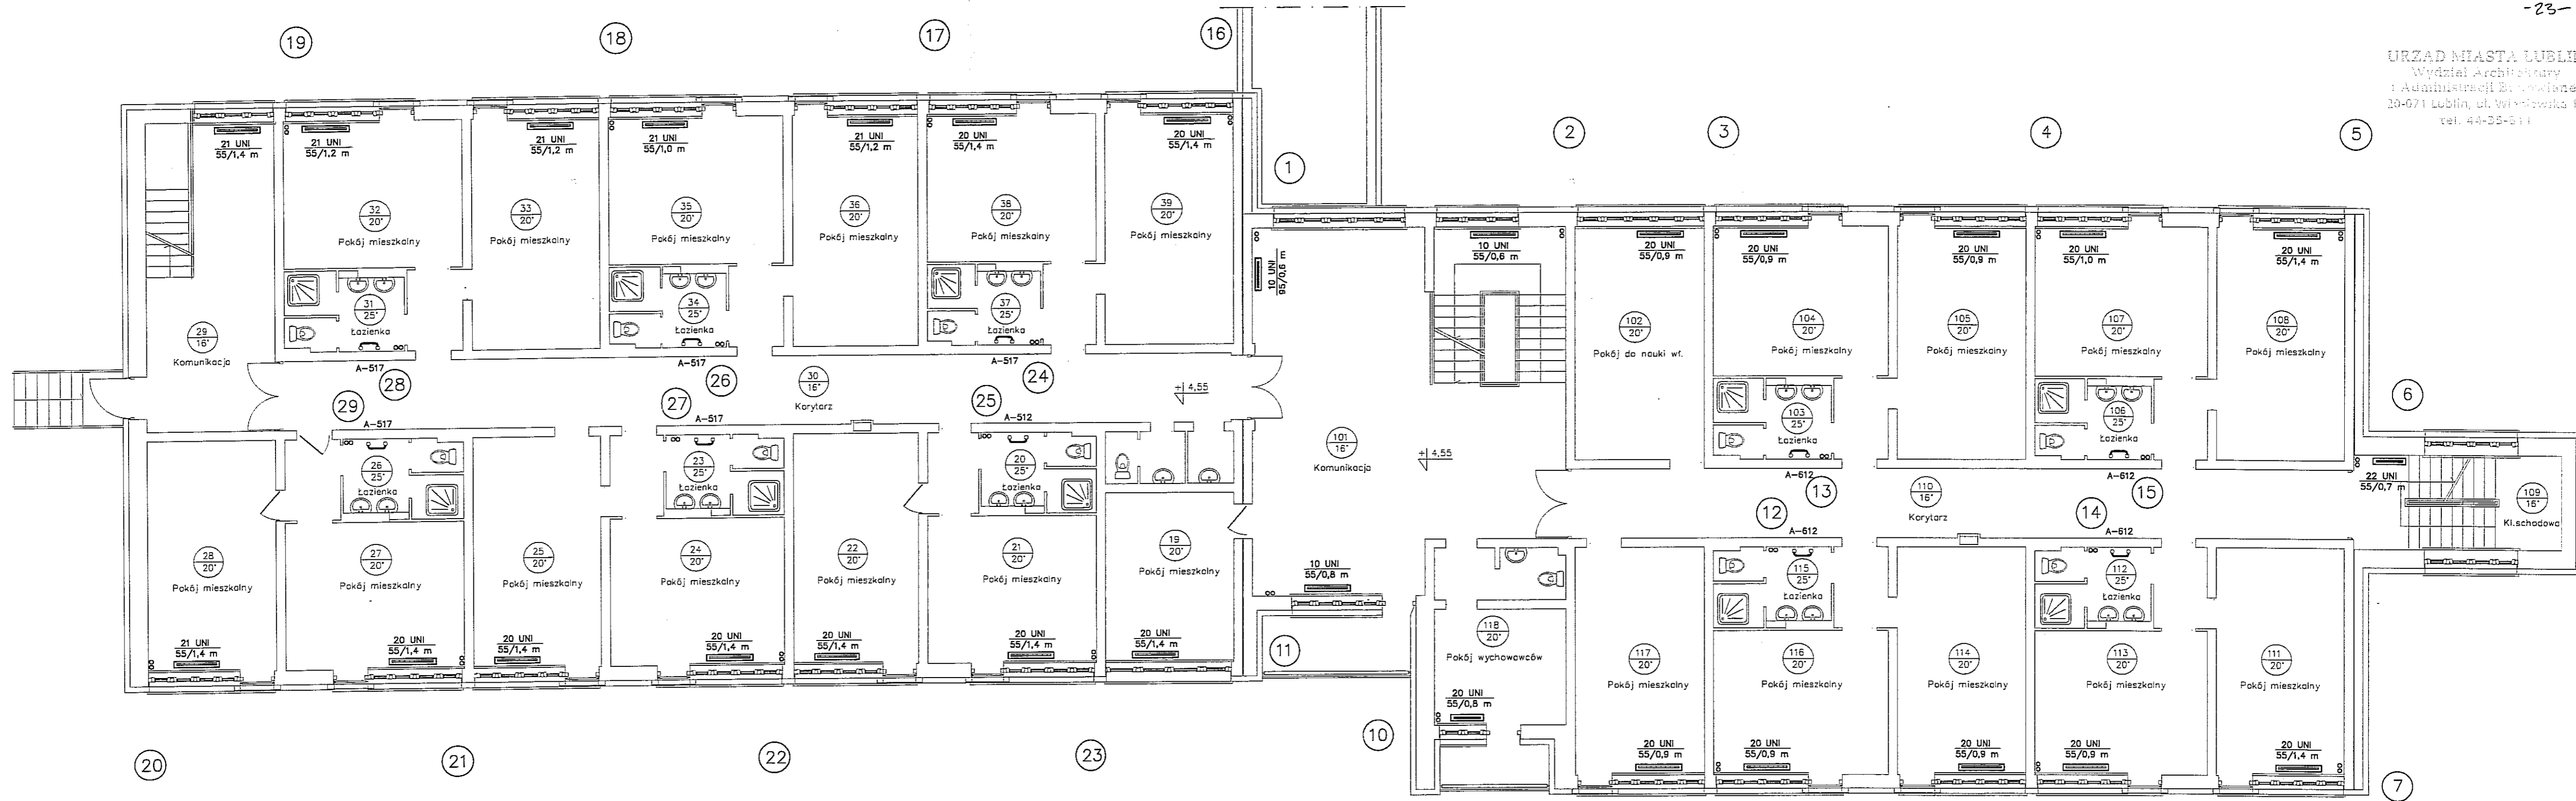 -23-
URZĄD MIASTA LUBLIN
Wydział Architektury
i Administracji
20-071 Lublin, ul. Wieniawska
tel. 44-35-611
19
18
17
16
1
2
3
4
5
21 UNI
55/1,4 m
21 UNI
55/1,2 m
21 UNI
55/1,2 m
21 UNI
55/1,0 m
21 UNI
55/1,2 m
20 UNI
55/1,4 m
20 UNI
55/1,4 m
10 UNI
95/0,6 m
10 UNI
55/0,6 m
20 UNI
55/0,9 m
20 UNI
55/0,9 m
20 UNI
55/0,9 m
20 UNI
55/1,0 m
20 UNI
55/1,4 m
32
20°
Pokój mieszkalny
33
20°
Pokój mieszkalny
35
20°
Pokój mieszkalny
36
20°
Pokój mieszkalny
38
20°
Pokój mieszkalny
39
20°
Pokój mieszkalny
102
20°
Pokój do nauki wf.
104
20°
Pokój mieszkalny
105
20°
Pokój mieszkalny
107
20°
Pokój mieszkalny
108
20°
Pokój mieszkalny
29
16°
Komunikacja
31
25°
Łazienka
34
25°
Łazienka
37
25°
Łazienka
103
25°
Łazienka
106
25°
Łazienka
A-517
28
A-517
26
30
16°
Korytarz
A-517
24
+4,55
29
A-517
27
A-517
25
A-512
6
101
16°
Komunikacja
+4,55
A-612
13
110
16°
Korytarz
A-612
15
12
A-612
14
A-612
22 UNI
55/0,7 m
109
16°
Kl.schodowa
26
25°
Łazienka
23
25°
Łazienka
20
25°
Łazienka
28
20°
Pokój mieszkalny
27
20°
Pokój mieszkalny
25
20°
Pokój mieszkalny
24
20°
Pokój mieszkalny
22
20°
Pokój mieszkalny
21
20°
Pokój mieszkalny
19
20°
Pokój mieszkalny
115
25°
Łazienka
112
25°
Łazienka
10 UNI
55/0,8 m
118
20°
Pokój wychowawców
117
20°
Pokój mieszkalny
116
20°
Pokój mieszkalny
114
20°
Pokój mieszkalny
113
20°
Pokój mieszkalny
111
20°
Pokój mieszkalny
21 UNI
55/1,4 m
20 UNI
55/1,4 m
20 UNI
55/1,4 m
20 UNI
55/1,4 m
20 UNI
55/1,4 m
20 UNI
55/1,4 m
20 UNI
55/1,4 m
11
20 UNI
55/0,8 m
20 UNI
55/0,9 m
20 UNI
55/0,9 m
20 UNI
55/0,9 m
20 UNI
55/0,9 m
20 UNI
55/1,4 m
20
21
22
23
10
7